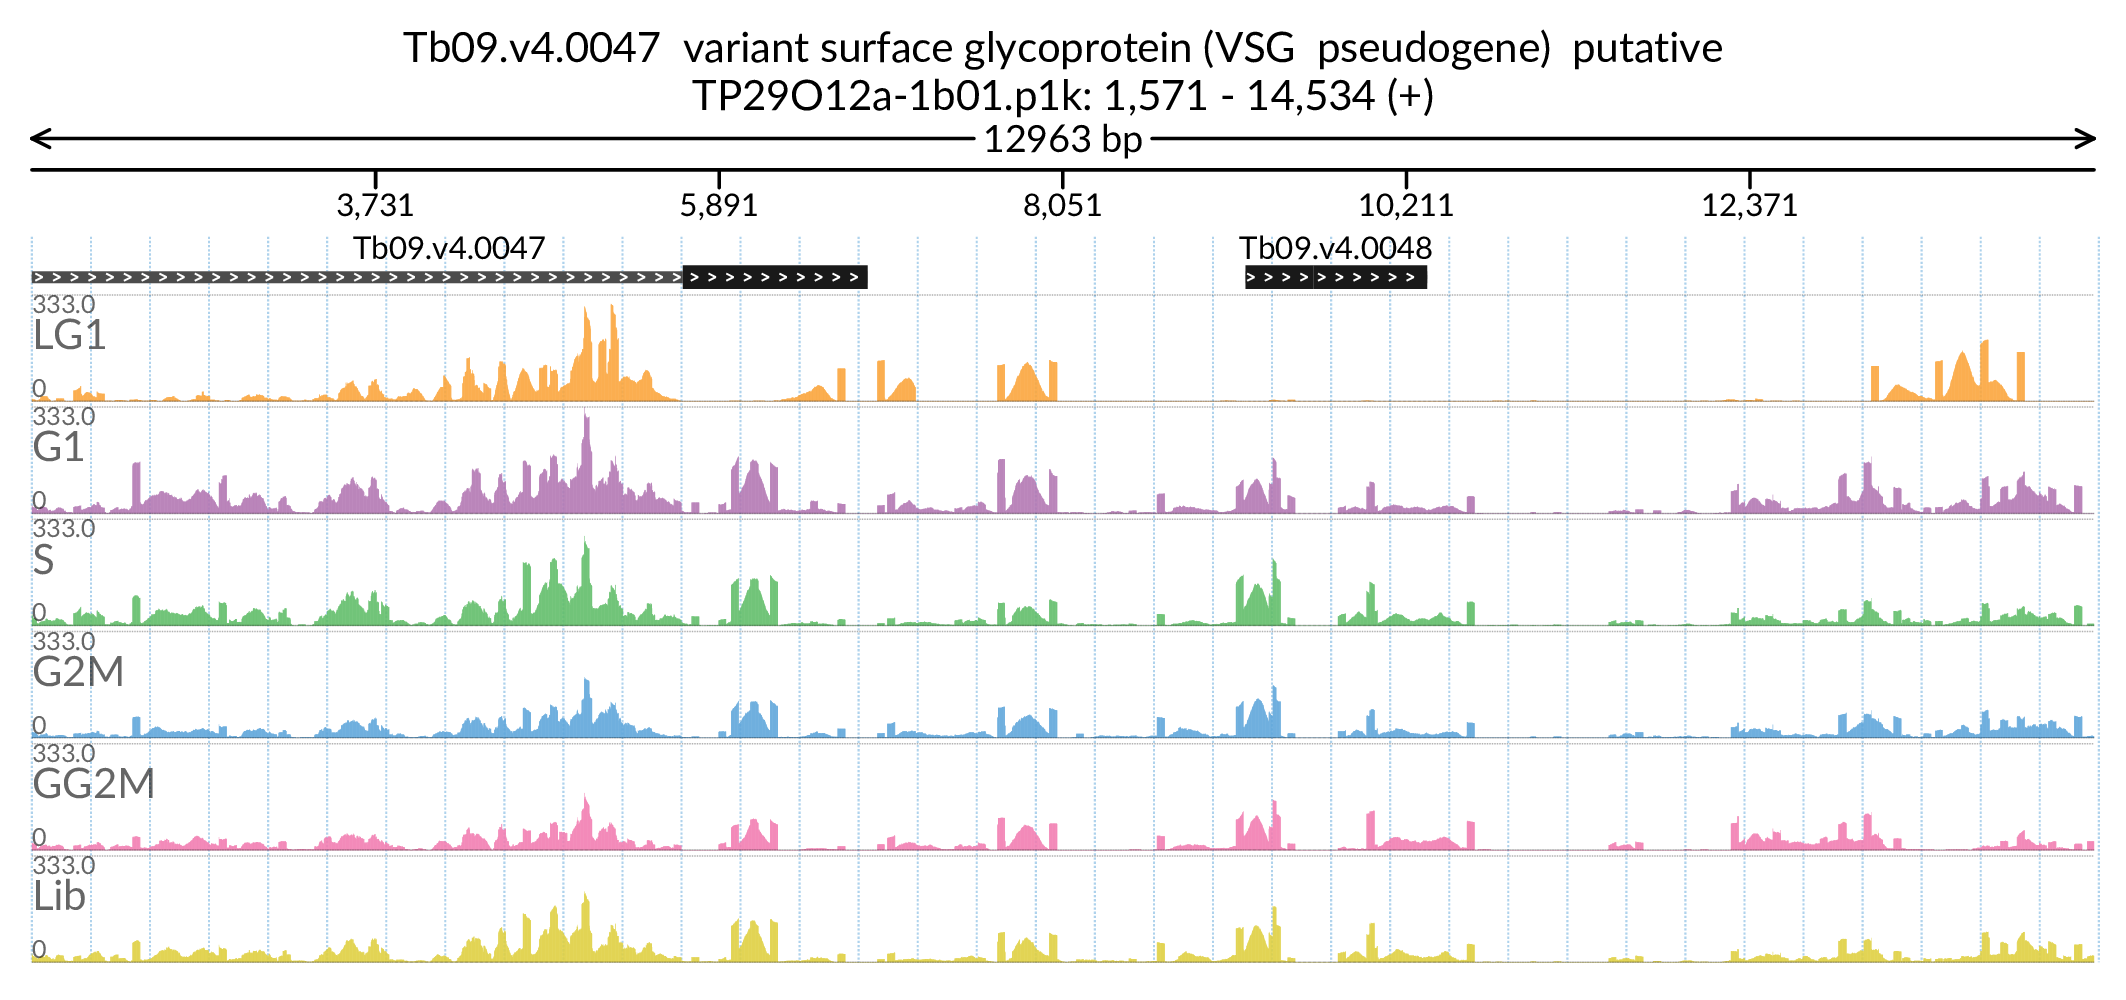 Tb09.v4.0047 variant surface glycoprotein (VSG pseudogene) putative
TP29O12a-1b01.p1k: 1,571 - 14,534 (+)
12963 bp
3,731 5,891 8,051 10,211 12,371
Tb09.v4.0047 Tb09.v4.0048
333.0
LG1
0
333.0
G1
0
333.0
S
0
333.0
G2M
0
333.0
GG2M
0
333.0
Lib
0